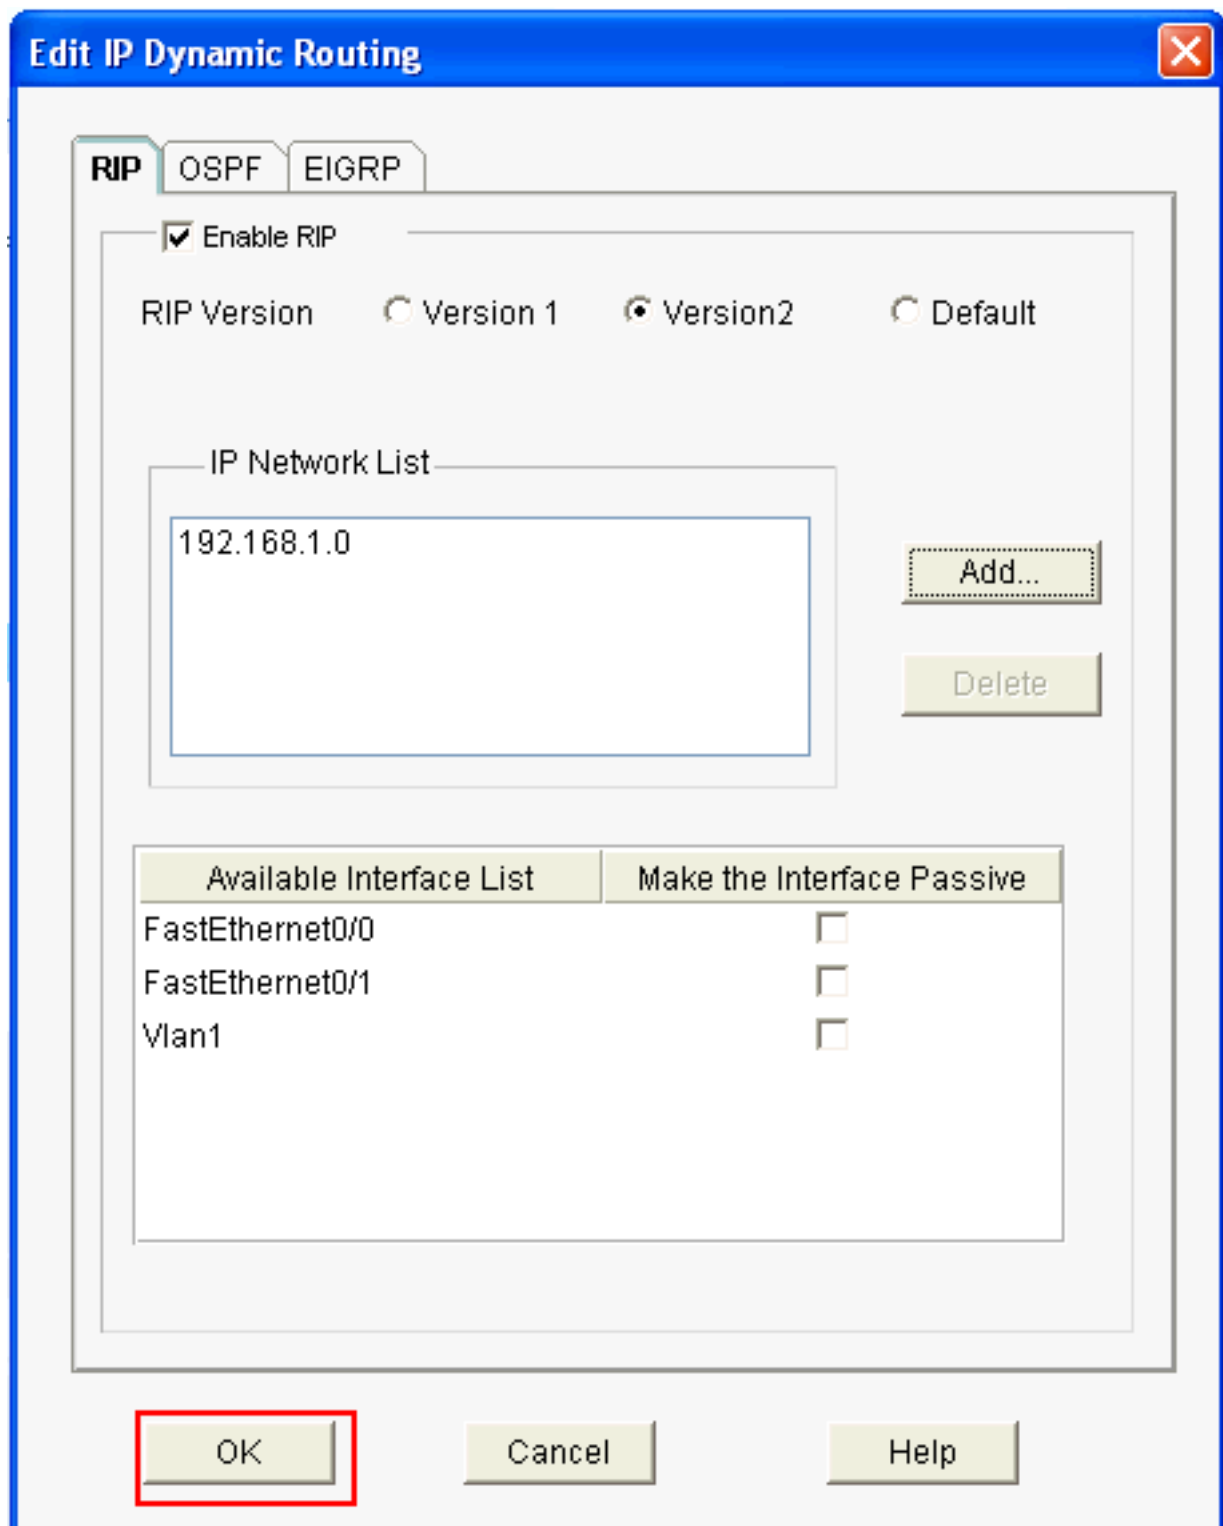 Edit IP Dynamic Routing
RIP OSPF EIGRP
Enable RIP
RIP Version Version 1 Version2 Default
IP Network List
192.168.1.0
Add...
Delete
Available Interface List Make the Interface Passive
FastEthernet0/0
FastEthernet0/1
Vlan1
OK Cancel Help